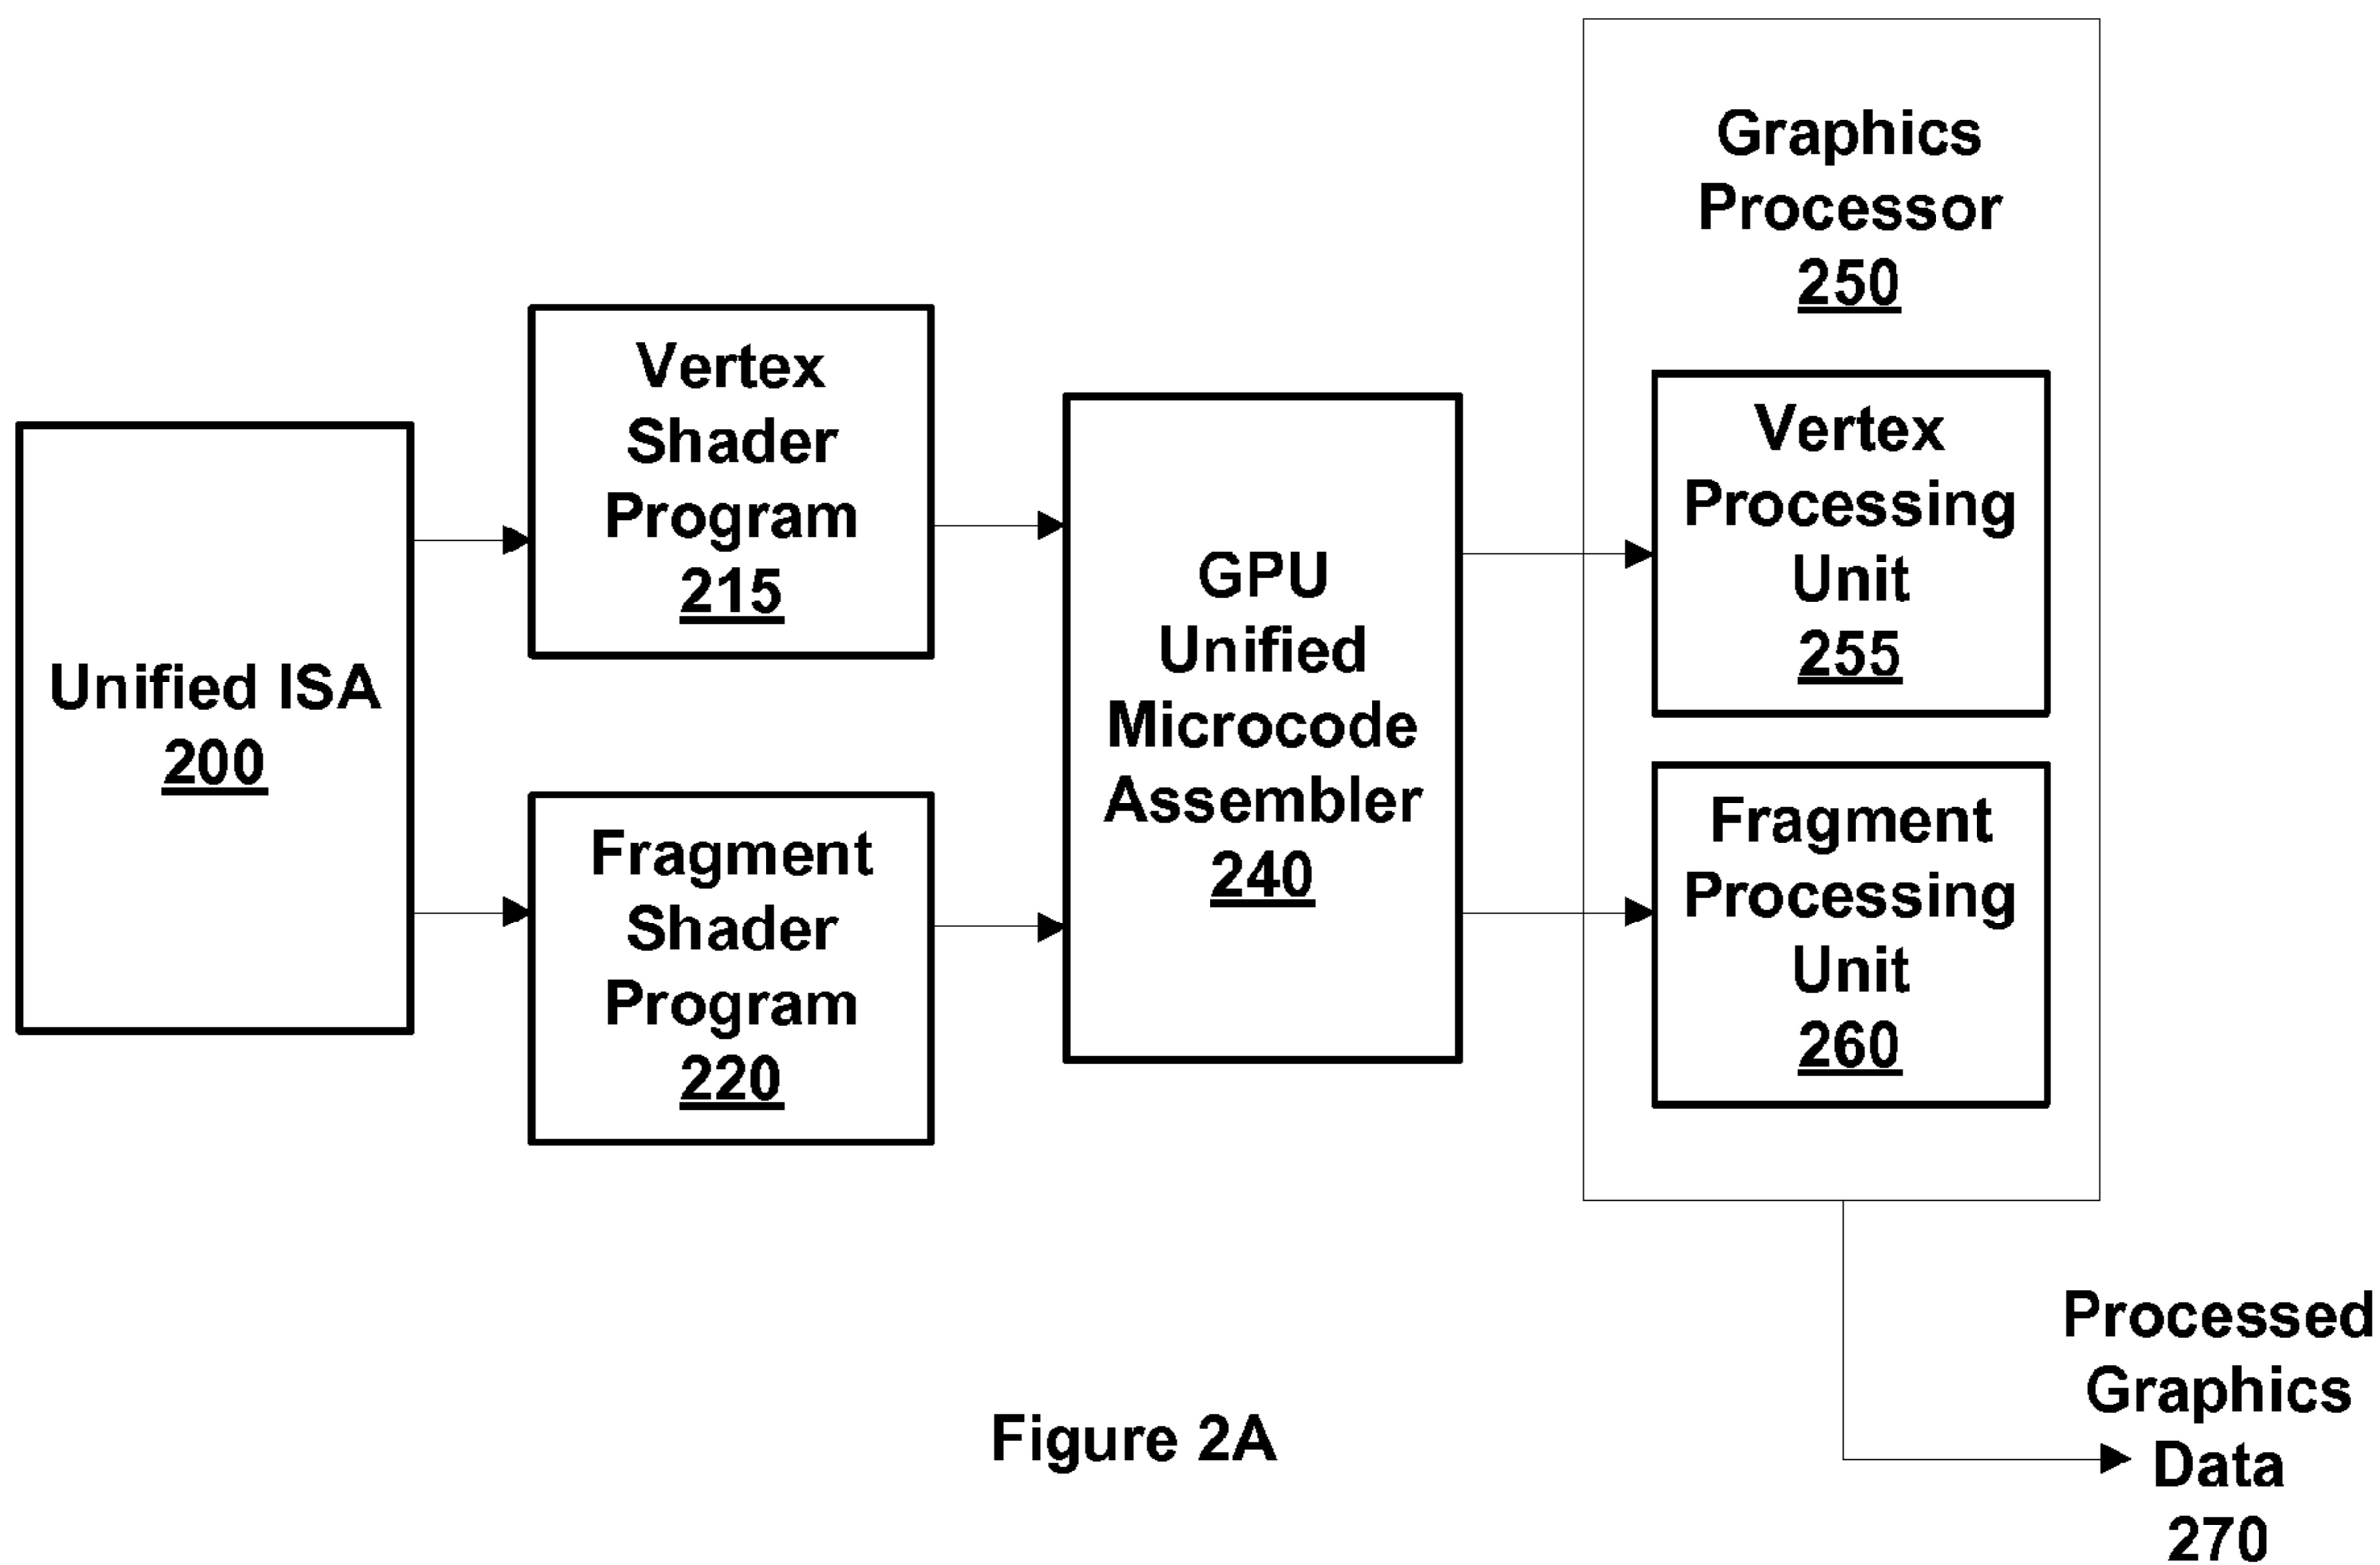 Unified ISA
200
Vertex
Shader
Program
215
Fragment
Shader
Program
220
GPU
Unified
Microcode
Assembler
240
Graphics
Processor
250
Vertex
Processing
Unit
255
Fragment
Processing
Unit
260
Processed
Graphics
Data
270
Figure 2A